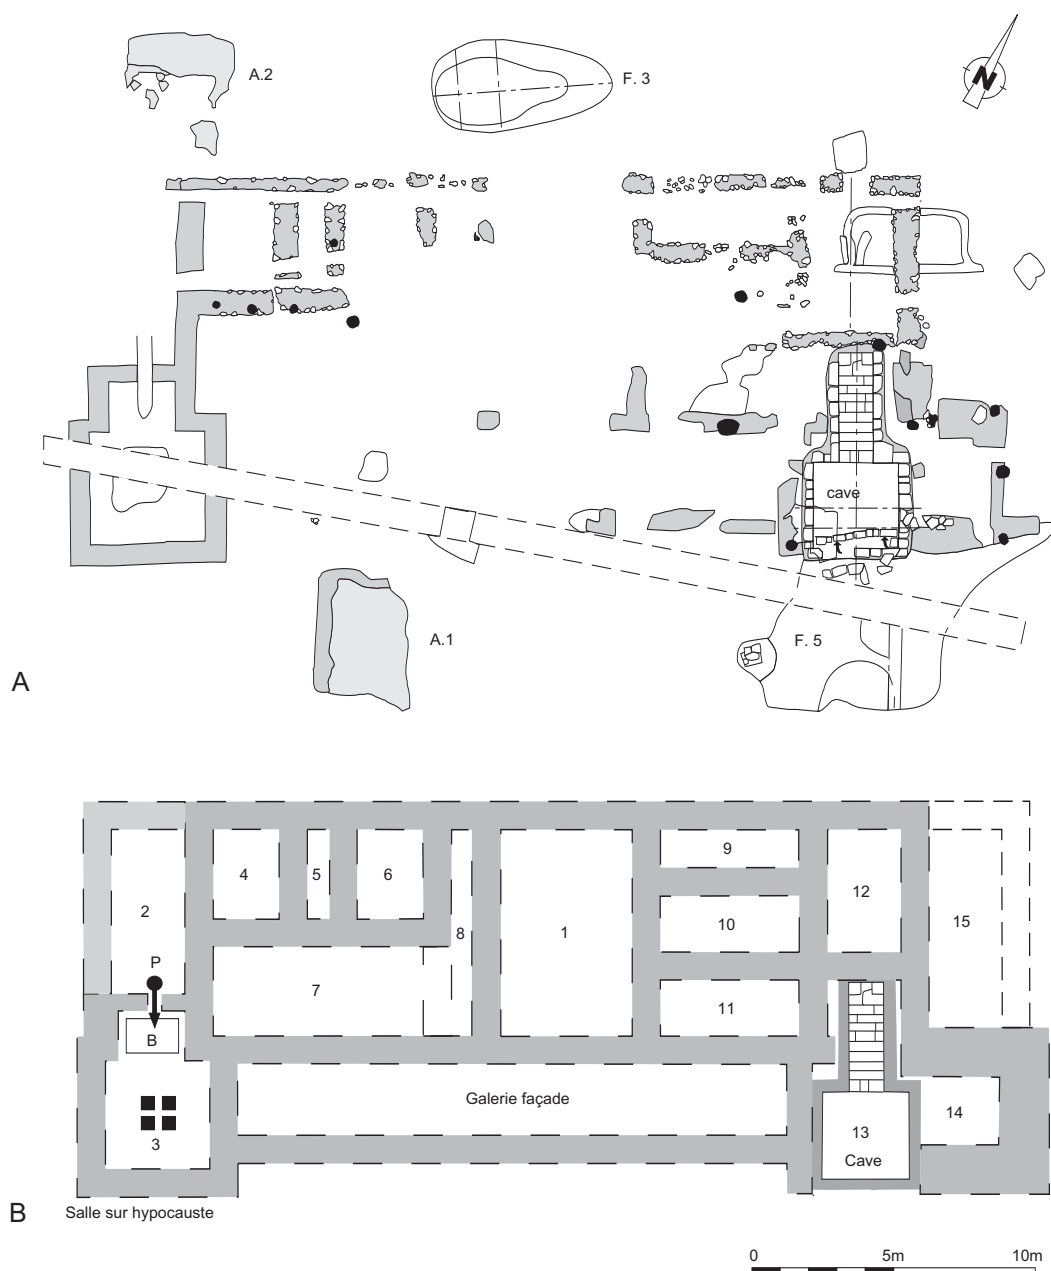 A.2
F. 3
N
cave
A.1
F. 5
A
9
4
5
6
12
2
10
15
8
1
P
7
11
B
Galerie façade
14
13
3
Cave
B
Salle sur hypocauste
0 5m 10m